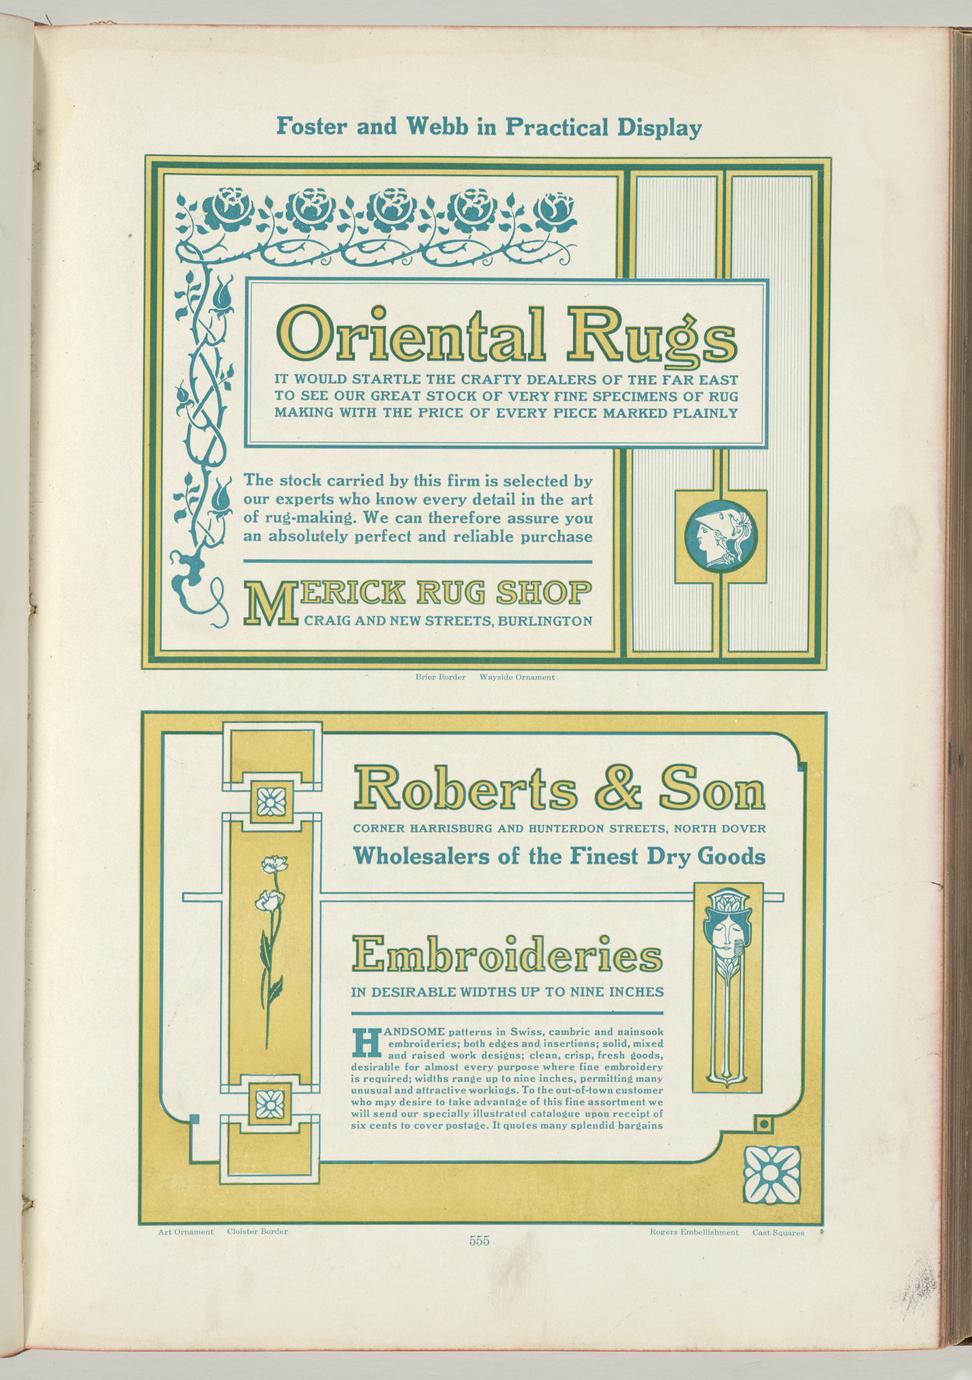 Foster and Webb in Practical Display
Oriental Rugs
IT WOULD STARTLE THE CRAFTY DEALERS OF THE FAR EAST
TO SEE OUR GREAT STOCK OF VERY FINE SPECIMENS OF RUG
MAKING WITH THE PRICE OF EVERY PIECE MARKED PLAINLY
The stock carried by this firm is selected by
our experts who know every detail in the art
of rug-making. We can therefore assure you
an absolutely perfect and reliable purchase
MERICK RUG SHOP
CRAIG AND NEW STREETS, BURLINGTON
Brier Border Wayside Ornament
Roberts & Son
CORNER HARRISBURG AND HUNTERDON STREETS, NORTH DOVER
Wholesalers of the Finest Dry Goods
Embroideries
IN DESIRABLE WIDTHS UP TO NINE INCHES
HANDSOME patterns in Swiss, cambric and nainsook
embroideries; both edges and insertions; solid, mixed
and raised work designs; clean, crisp, fresh goods,
desirable for almost every purpose where fine embroidery
is required; widths range up to nine inches, permitting many
unusual and attractive workings. To the out-of-town customer
who may desire to take advantage of this fine assortment we
will send our specially illustrated catalogue upon receipt of
six cents to cover postage. It quotes many splendid bargains
Art Ornament Cloister Border
Rogers Embellishment Cast Squares
555